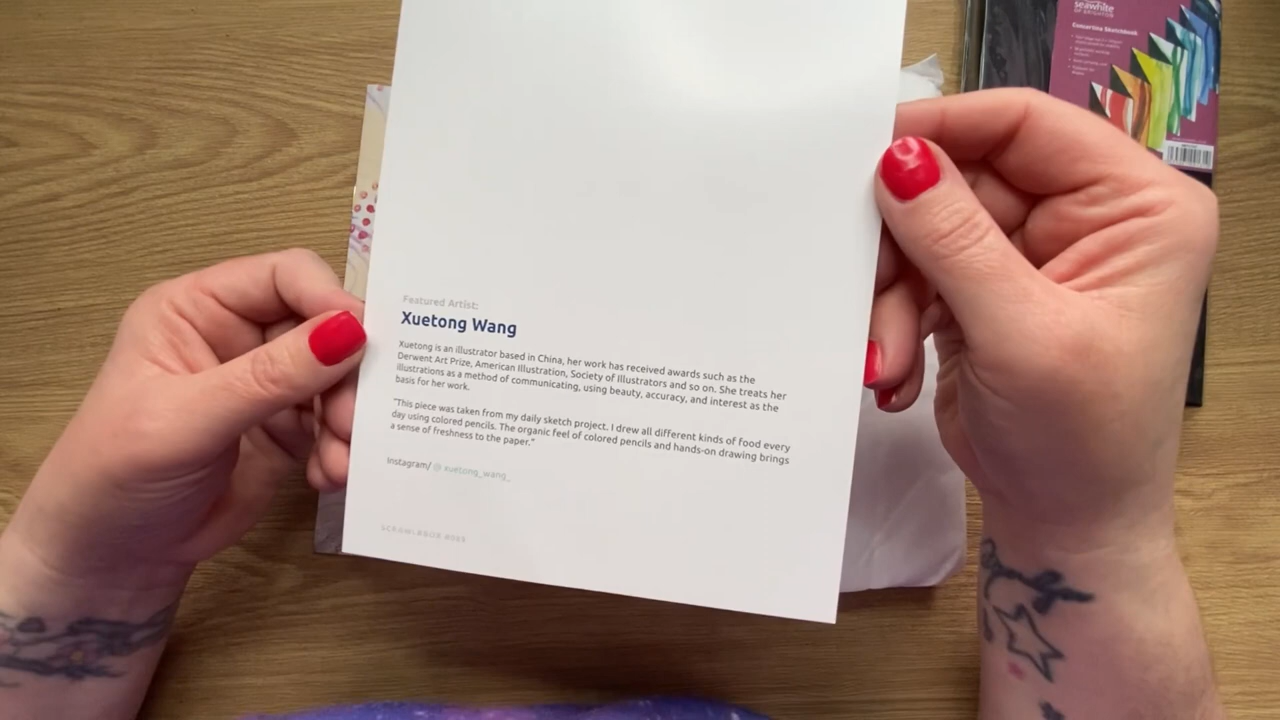 seawhite
OF BRIGHTON
Concertina Sketchbook
Featured Artist:
Xuetong Wang
Xuetong is an illustrator based in China, her work has received awards such as the
Derwent Art Prize, American Illustration, Society of Illustrators and so on. She treats her
illustrations as a method of communicating, using beauty, accuracy, and interest as the
basis for her work.
"This piece was taken from my daily sketch project. I drew all different kinds of food every
day using colored pencils. The organic feel of colored pencils and hands-on drawing brings
a sense of freshness to the paper."
Instagram/ @ xuetong_wang_
SCRAWLRBOX